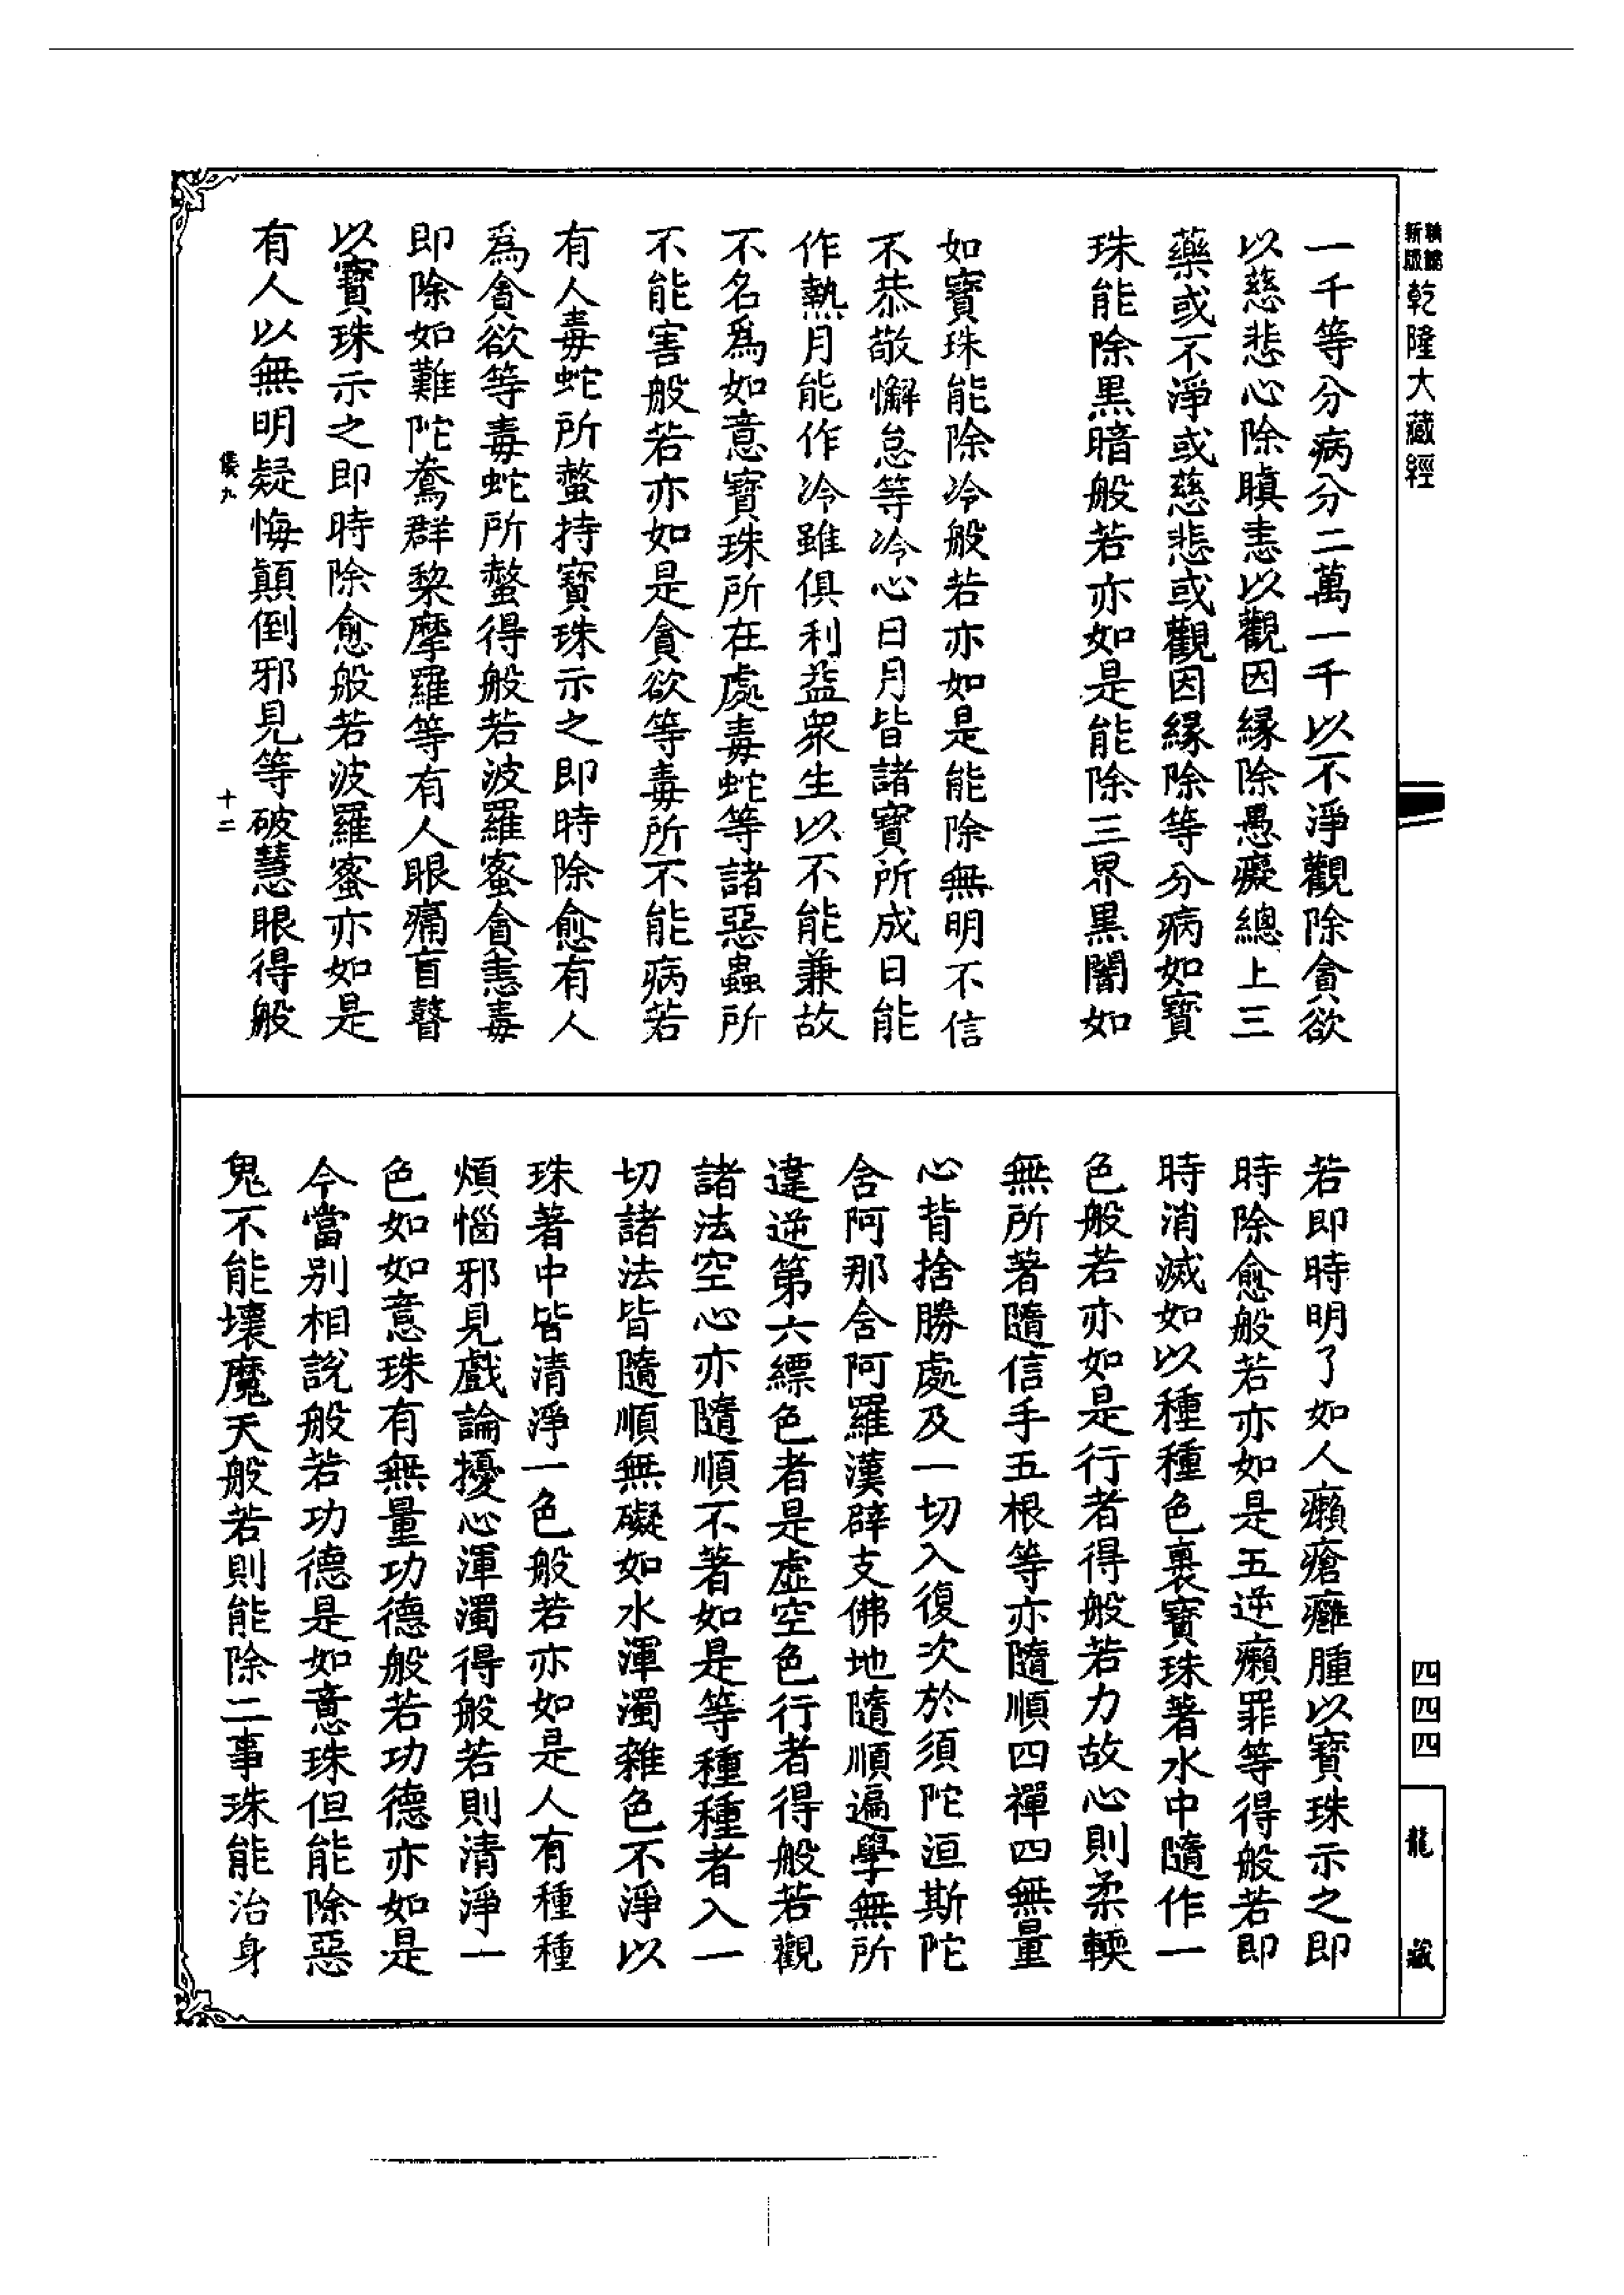 新版
乾隆大藏經
一千等分病分二萬一千以不淨觀除貪欲
以慈悲心除瞋恚以觀因緣除愚癡總上三
藥或不淨或慈悲或觀因緣除等分病如寶
珠能除黑暗般若亦如是能除三界黑闇如
如寶珠能除冷般若亦如是能除無明不信
不恭敬懈怠等冷心日月皆諸寶所成日能
作熱月能作冷雖俱利益眾生以不能兼故
不名為如意寶珠所在處毒蛇等諸惡蟲所
不能害般若亦如是貪欲等毒所不能病若
有人毒蛇所螫持寶珠示之即時除愈有人
為貪欲等毒蛇所螫得般若波羅蜜貪恚毒
即除如難陀鴦群梨摩羅等有人眼痛盲瞽
以寶珠示之即時除愈般若波羅蜜亦如是
有人以無明疑悔顛倒邪見等破慧眼得般
九
十二
若即時明了如人癩瘡癰腫以寶珠示之即
時除愈般若亦如是五逆癩罪等得般若即
時消滅如以種種色裹寶珠著水中隨作一
色般若亦如是行者得般若力故心則柔輭
無所著隨信手五根等亦隨順四禪四無量
心背捨勝處及一切入復次於須陀洹斯陀
含阿那含阿羅漢辟支佛地隨順遍學無所
違逆第六縹色者是虛空色行者得般若觀
諸法空心亦隨順不著如是等種種者入一
切諸法皆隨順無礙如水渾濁雜色不淨以
珠著中皆清淨一色般若亦如是人有種種
煩惱邪見戲論擾心渾濁得般若則清淨一
色如如意珠有無量功德般若功德亦如是
今當別相說般若功德是如意珠但能除惡
鬼不能壞魔天般若則能除二事珠能治身
四四四
龍藏